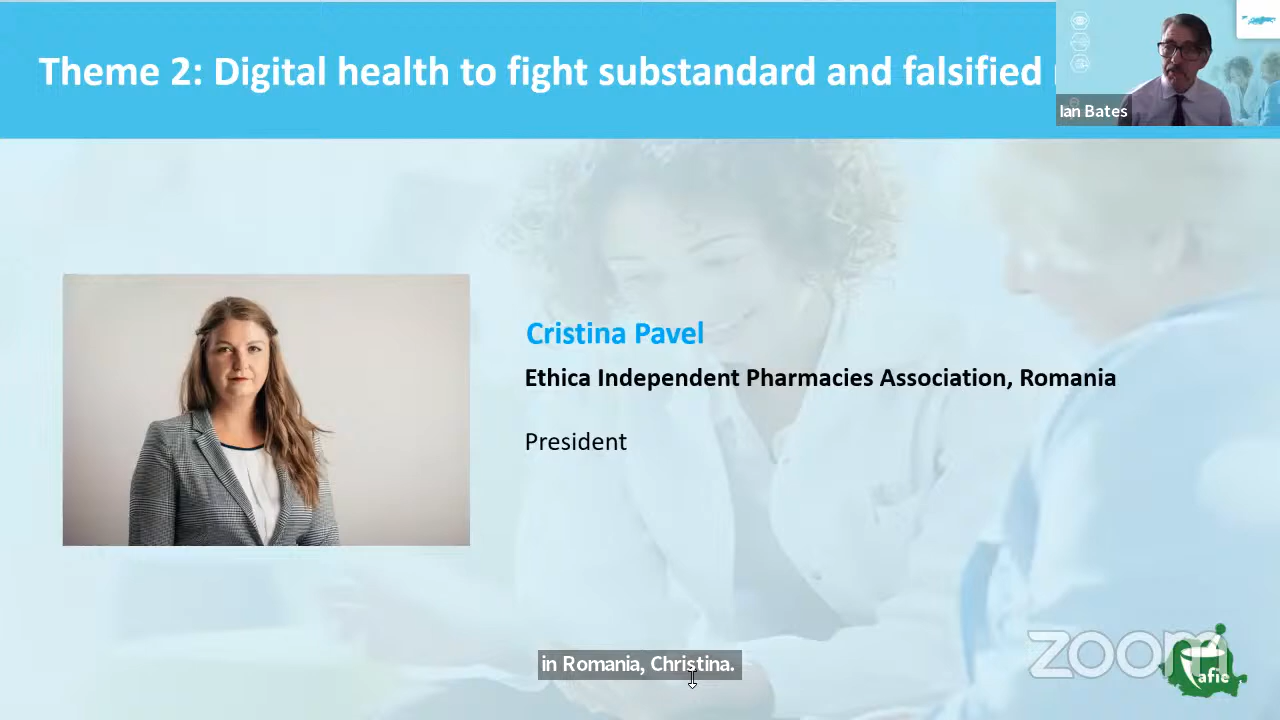 Theme 2: Digital health to fight substandard and falsified
Ian Bates
Cristina Pavel
Ethica Independent Pharmacies Association, Romania
President
in Romania, Christina.
zoom
afie